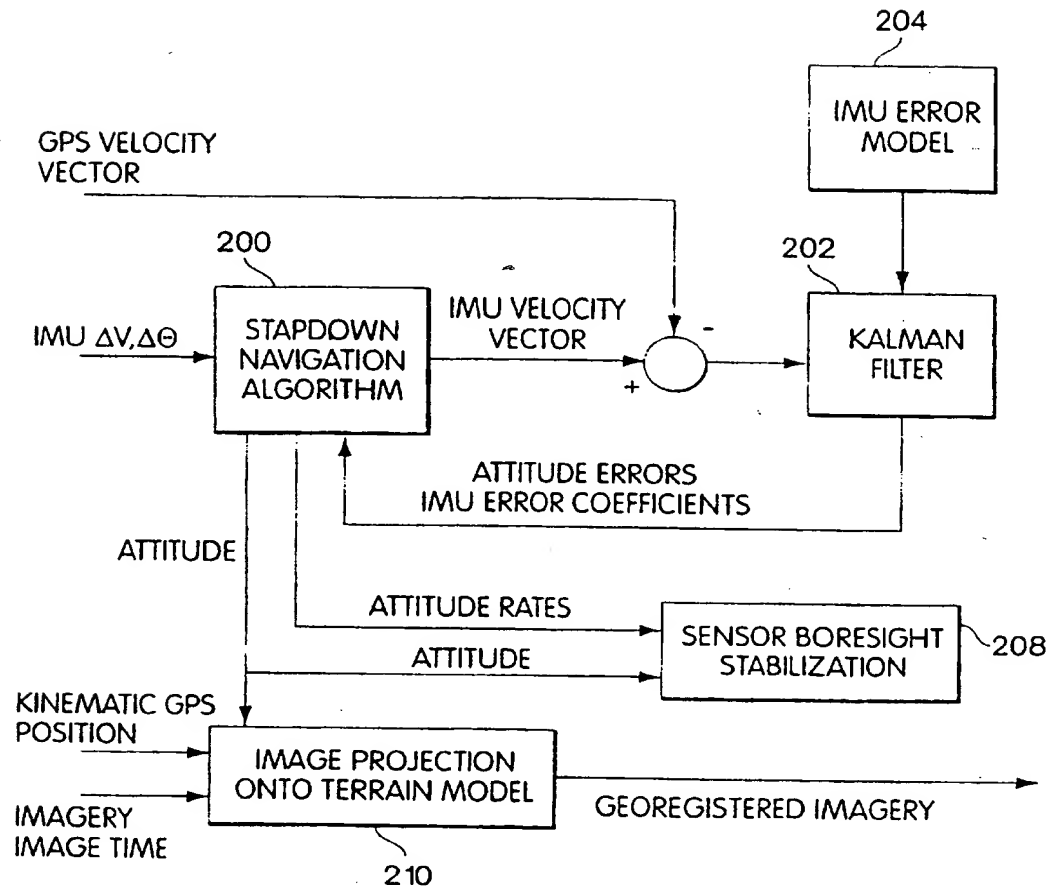 204
IMU ERROR
MODEL
GPS VELOCITY
VECTOR
200
202
IMU ΔV,ΔΘ
STAPDOWN
NAVIGATION
ALGORITHM
IMU VELOCITY
VECTOR
-
+
KALMAN
FILTER
ATTITUDE ERRORS
IMU ERROR COEFFICIENTS
ATTITUDE
ATTITUDE RATES
ATTITUDE
SENSOR BORESIGHT
STABILIZATION
208
KINEMATIC GPS
POSITION
IMAGE PROJECTION
ONTO TERRAIN MODEL
GEOREGISTERED IMAGERY
IMAGERY
IMAGE TIME
210